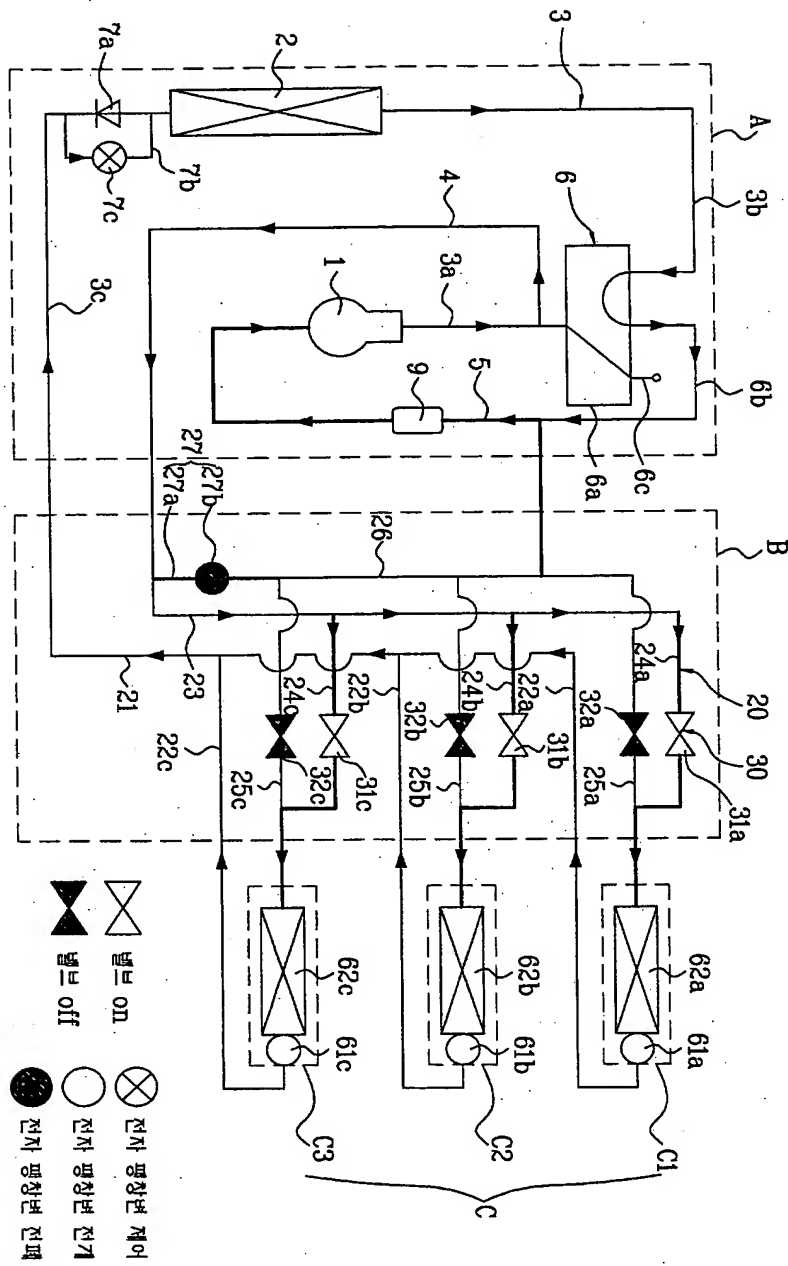 A
B
3
3b
6b
6c
6a
6
2
7a
7b
7c
4
1
3a
5
9
3c
27
27a
27b
26
23
21
24a
20
30
31a
32a
25a
22a
24b
31b
32b
25b
22b
24c
31c
32c
25c
22c
62a
61a
C1
62b
61b
C2
62c
61c
C3
C
밸브 on
밸브 off
전자 팽창변 제어
전자 팽창변 전개
전자 팽창변 전폐